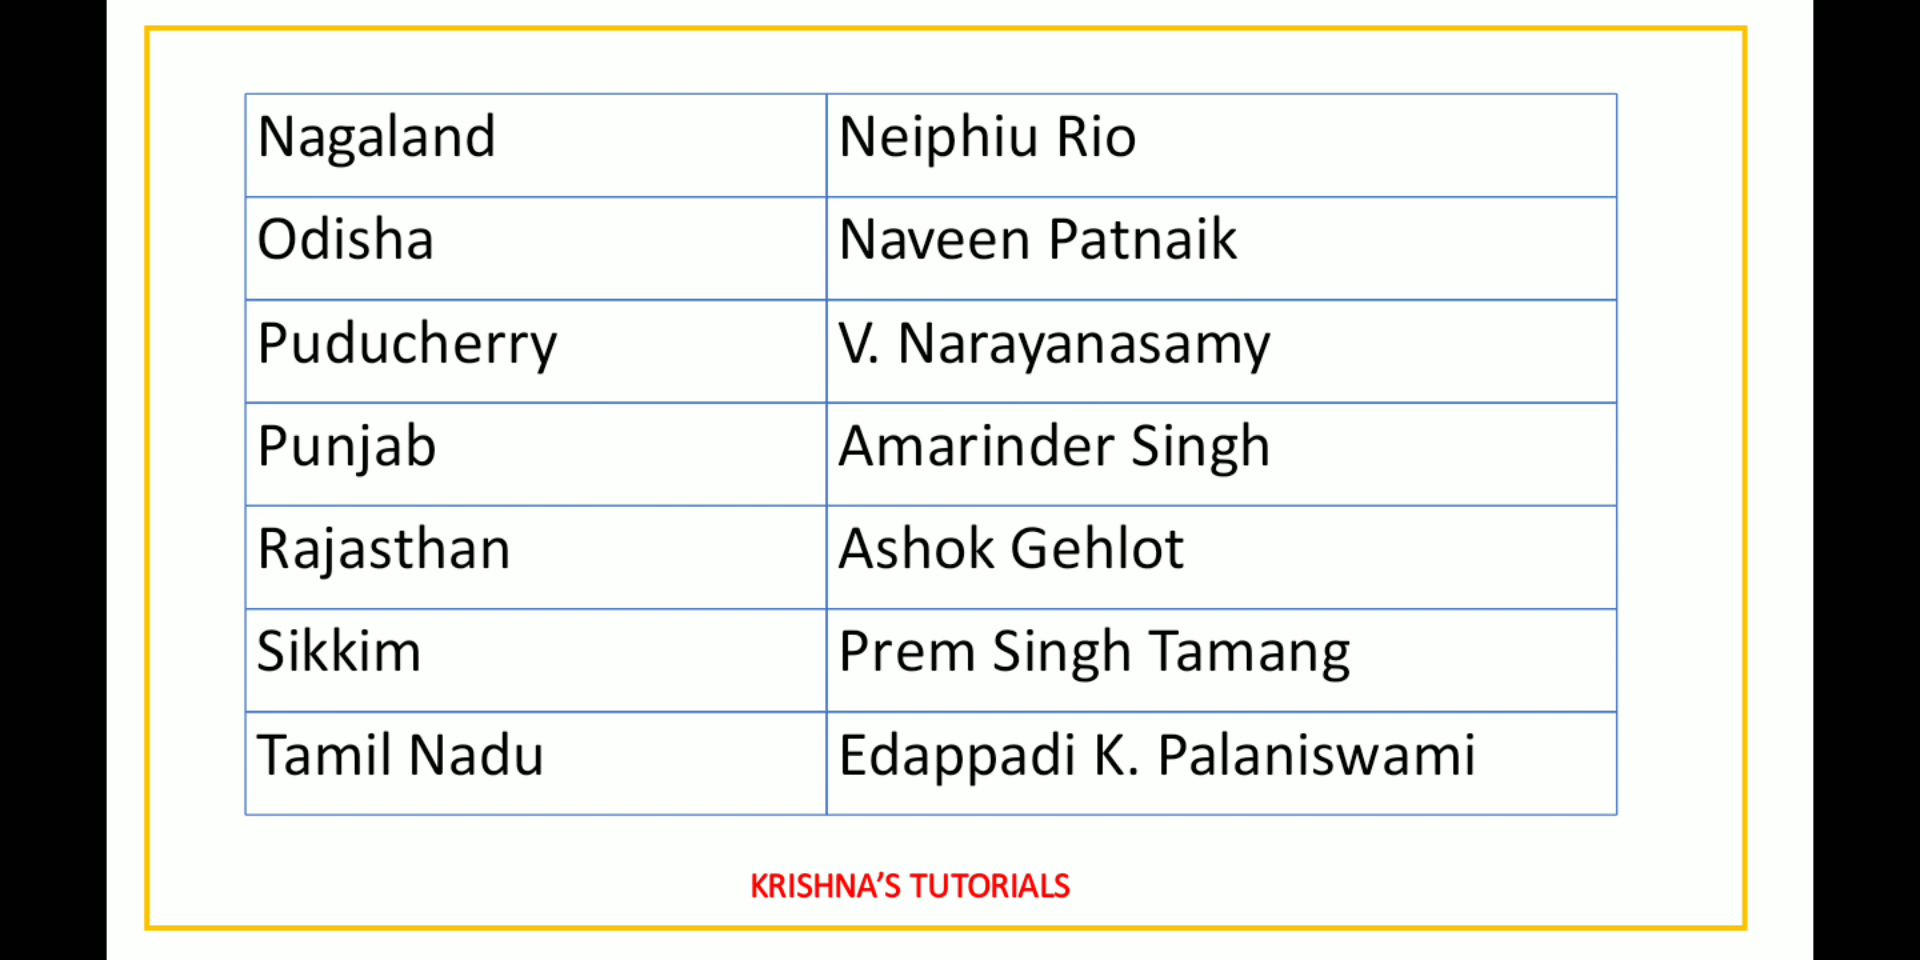 Nagaland Neiphiu Rio
Odisha Naveen Patnaik
Puducherry V. Narayanasamy
Punjab Amarinder Singh
Rajasthan Ashok Gehlot
Sikkim Prem Singh Tamang
Tamil Nadu Edappadi K. Palaniswami
KRISHNA’S TUTORIALS